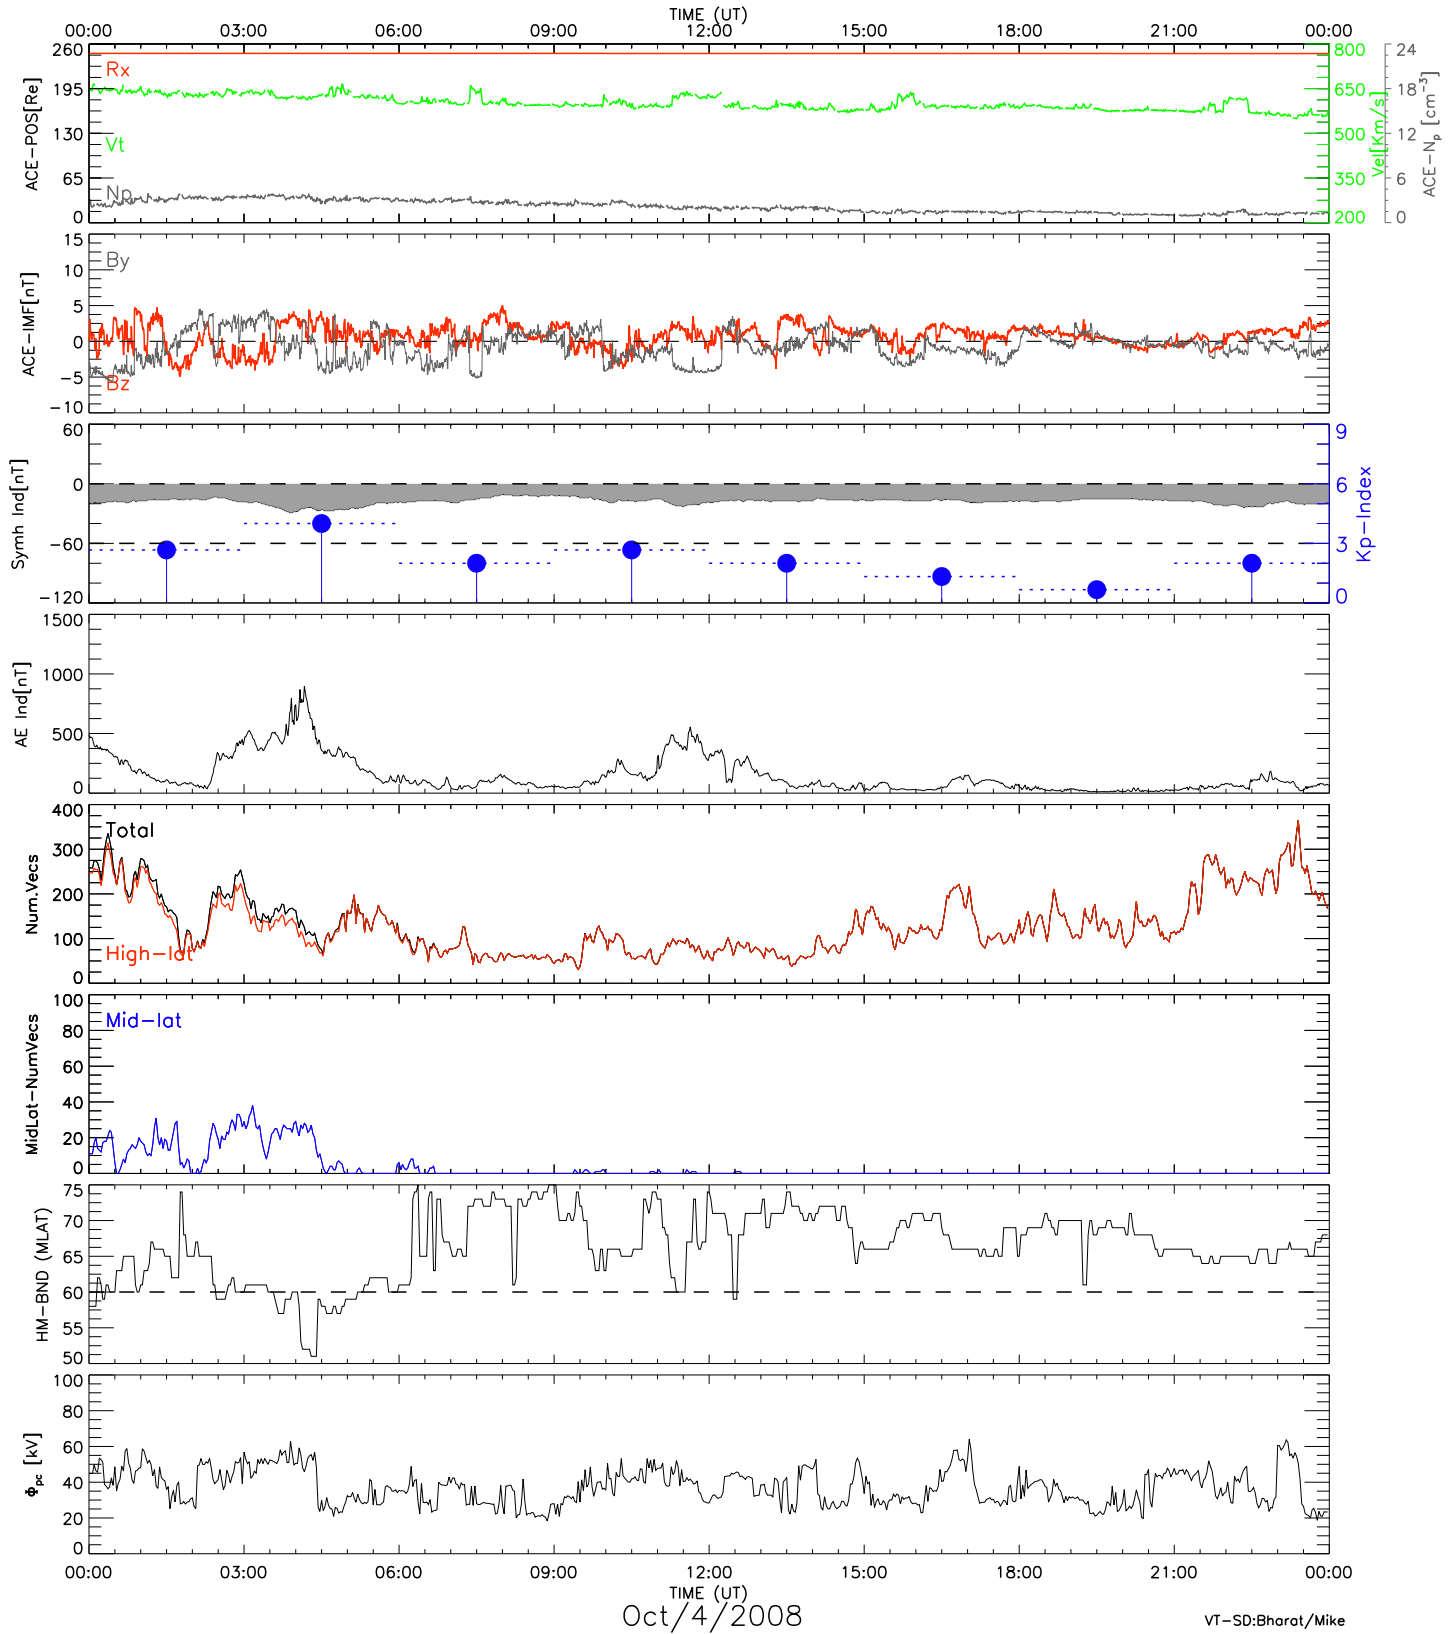 TIME (UT)
00:00 03:00 06:00 09:00 12:00 15:00 18:00 21:00 00:00
ACE-POS[Re]
260
195
130
65
0
Rx
Vt
Np
800
650
500
350
200
Vel[Km/s]
24
18
12
6
0
ACE-Np [cm-3]
ACE-IMF[nT]
15
10
5
0
-5
-10
By
Bz
Symh Ind[nT]
60
0
-60
-120
9
6
3
0
Kp-Index
AE Ind[nT]
1500
1000
500
0
Num.Vecs
400
300
200
100
0
Total
High-lat
MidLat-NumVecs
100
80
60
40
20
0
Mid-lat
HM-BND (MLAT)
75
70
65
60
55
50
Φpc [kV]
100
80
60
40
20
0
00:00 03:00 06:00 09:00 12:00 15:00 18:00 21:00 00:00
TIME (UT)
Oct/4/2008
VT-SD:Bharat/Mike